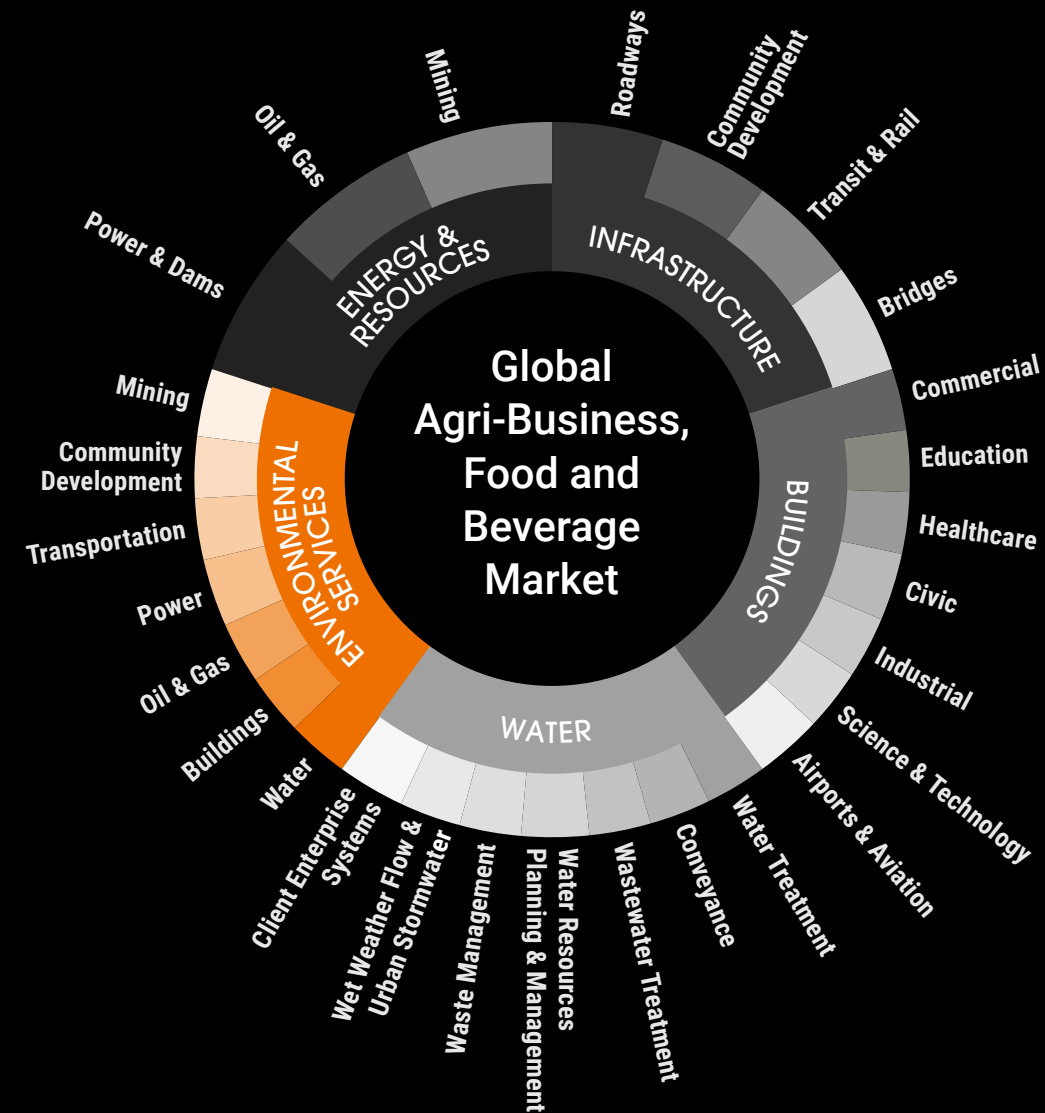 Global
Agri-Business,
Food and
Beverage
Market
INFRASTRUCTURE
Roadways
Community
Development
Transit & Rail
Bridges
BUILDINGS
Commercial
Education
Healthcare
Civic
Industrial
Science & Technology
Airports & Aviation
WATER
Water Treatment
Conveyance
Wastewater Treatment
Water Resources
Planning & Management
Waste Management
Wet Weather Flow &
Urban Stormwater
Client Enterprise
Systems
ENVIRONMENTAL
SERVICES
Water
Buildings
Oil & Gas
Power
Transportation
Community
Development
Mining
ENERGY &
RESOURCES
Power & Dams
Oil & Gas
Mining